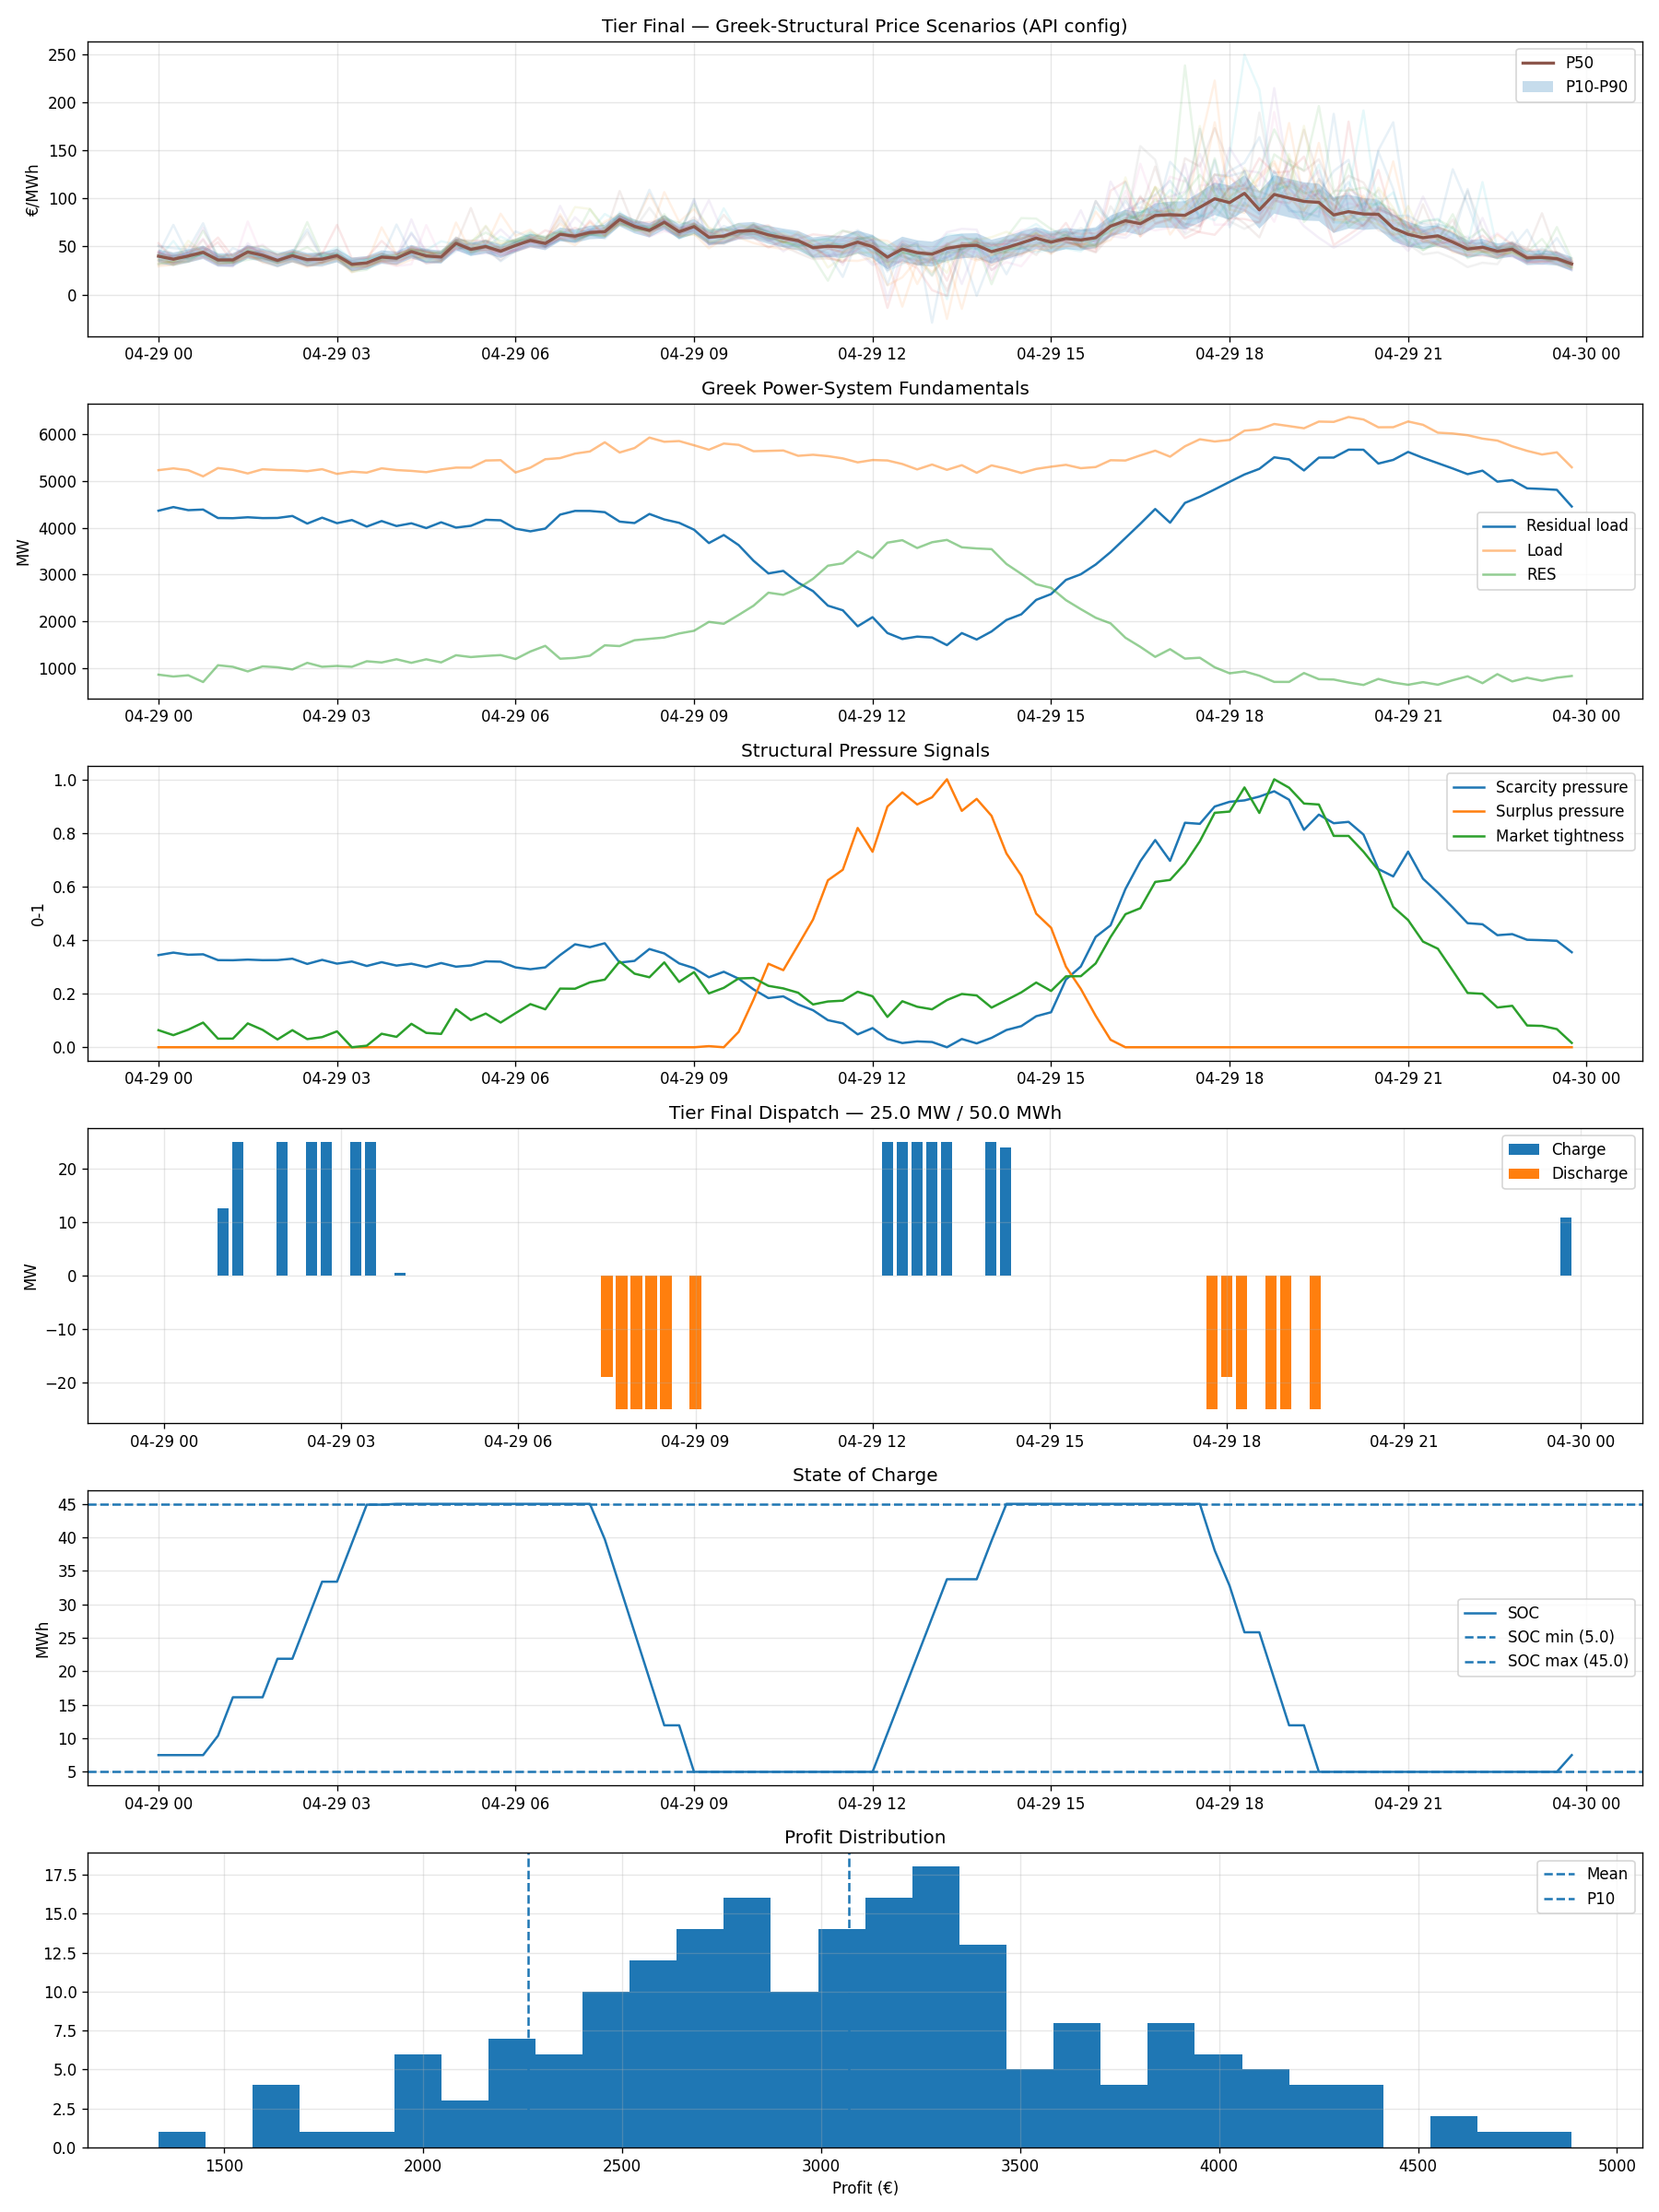 Tier Final — Greek-Structural Price Scenarios (API config)
€/MWh
250
200
150
100
50
0
P50
P10-P90
04-29 00 04-29 03 04-29 06 04-29 09 04-29 12 04-29 15 04-29 18 04-29 21 04-30 00
Greek Power-System Fundamentals
MW
6000
5000
4000
3000
2000
1000
Residual load
Load
RES
04-29 00 04-29 03 04-29 06 04-29 09 04-29 12 04-29 15 04-29 18 04-29 21 04-30 00
Structural Pressure Signals
0-1
1.0
0.8
0.6
0.4
0.2
0.0
Scarcity pressure
Surplus pressure
Market tightness
04-29 00 04-29 03 04-29 06 04-29 09 04-29 12 04-29 15 04-29 18 04-29 21 04-30 00
Tier Final Dispatch — 25.0 MW / 50.0 MWh
MW
20
10
0
−10
−20
Charge
Discharge
04-29 00 04-29 03 04-29 06 04-29 09 04-29 12 04-29 15 04-29 18 04-29 21 04-30 00
State of Charge
MWh
45
40
35
30
25
20
15
10
5
SOC
SOC min (5.0)
SOC max (45.0)
04-29 00 04-29 03 04-29 06 04-29 09 04-29 12 04-29 15 04-29 18 04-29 21 04-30 00
Profit Distribution
17.5
15.0
12.5
10.0
7.5
5.0
2.5
0.0
Mean
P10
1500 2000 2500 3000 3500 4000 4500 5000
Profit (€)